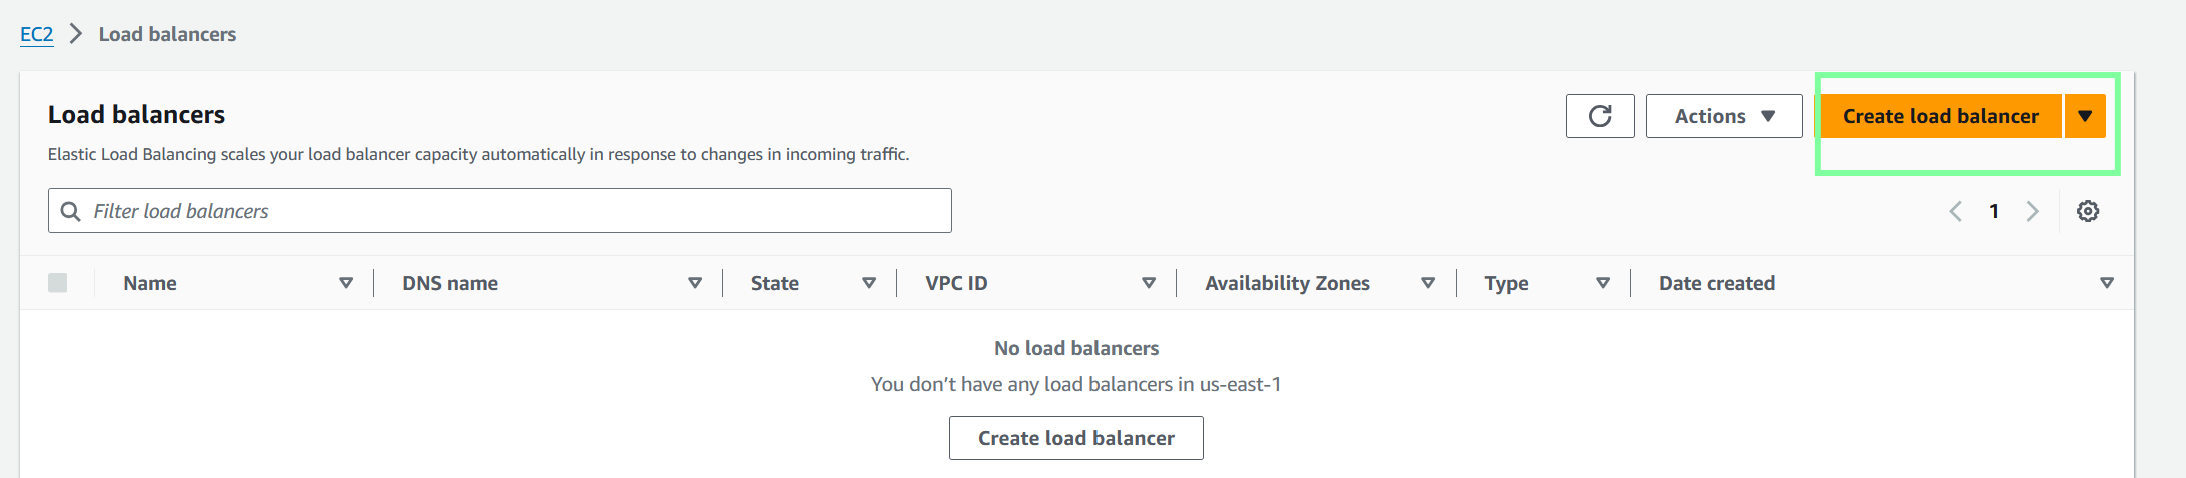 EC2 > Load balancers
Load balancers
Actions
Create load balancer
Elastic Load Balancing scales your load balancer capacity automatically in response to changes in incoming traffic.
Filter load balancers
1
Name DNS name State VPC ID Availability Zones Type Date created
No load balancers
You don’t have any load balancers in us-east-1
Create load balancer